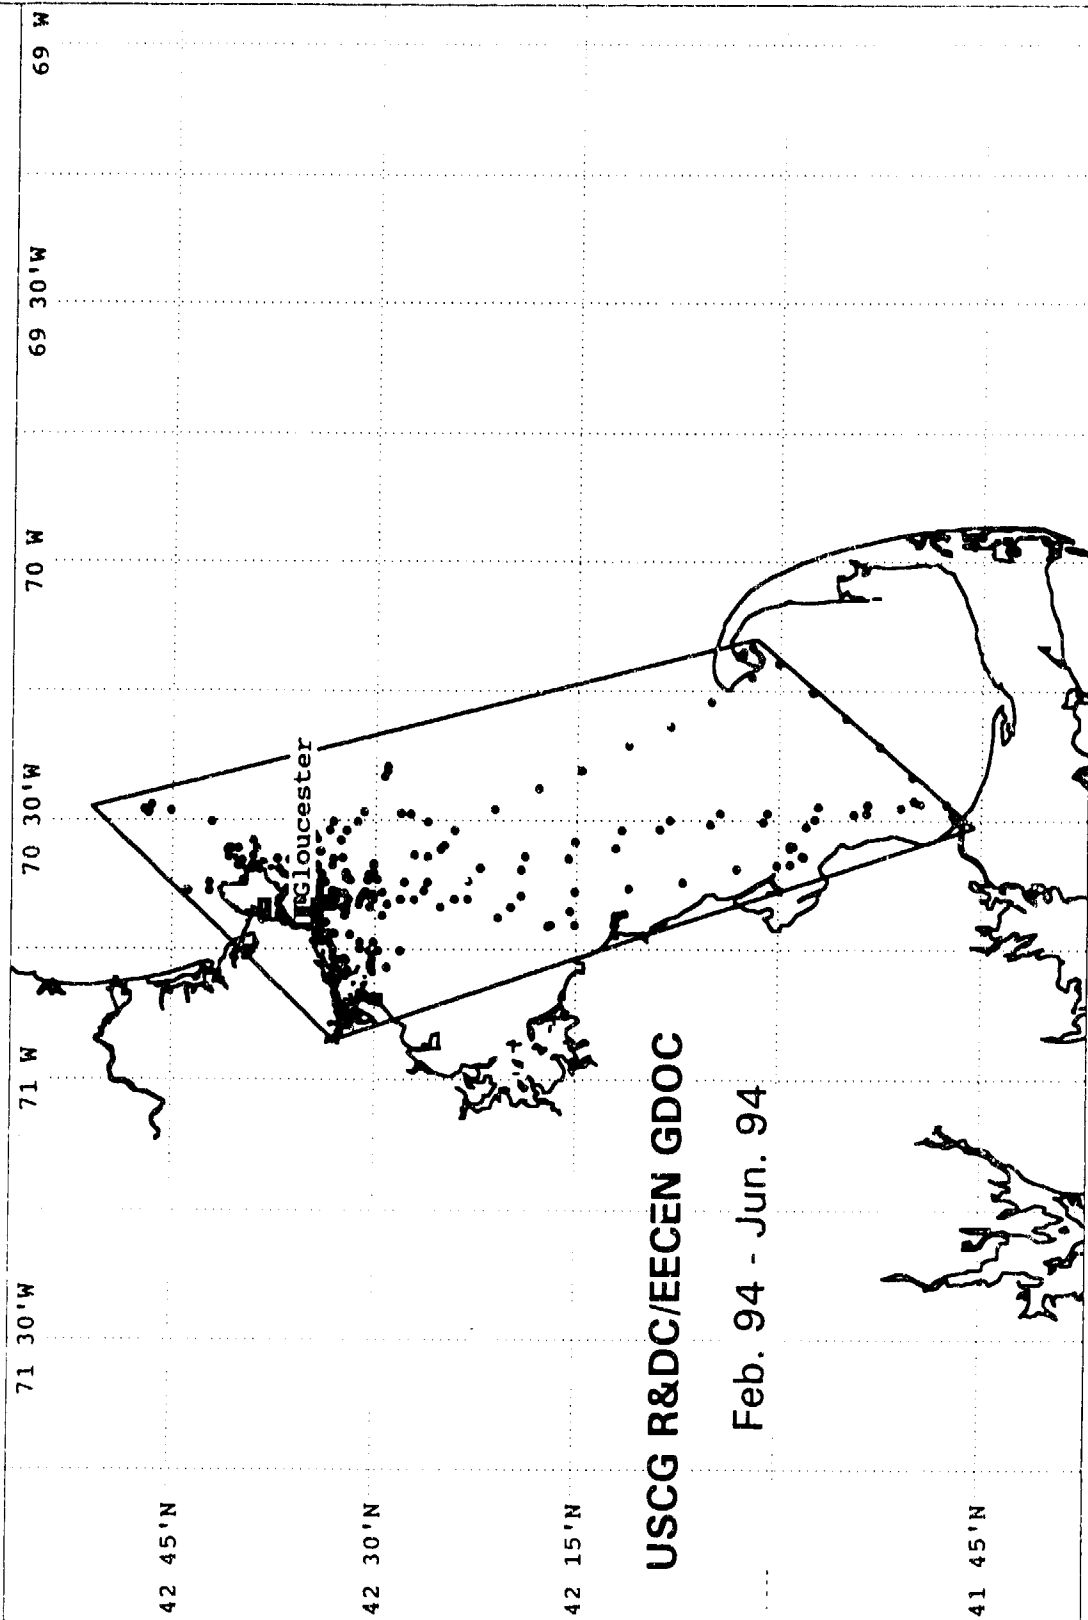 71 30'W
71 W
70 30'W
70 W
69 30'W
69 W
42 45'N
42 30'N
42 15'N
41 45'N
Gloucester
USCG R&DC/EECEN GDOC
Feb. 94 - Jun. 94